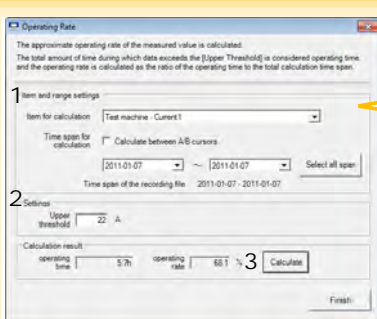 Operating Rate
The approximate operating rate of the measured value is calculated.
The total amount of time during which data exceeds the [Upper Threshold] is considered operating time, and the operating rate is calculated as the ratio of the operating time to the total calculation time span.
1
Item and range settings
Item for calculation Test machine - Current1
Time span for calculation Calculate between A/B cursors
2011-01-07 ~ 2011-01-07 Select all span
Time span of the recording file 2011-01-07 - 2011-01-07
2
Settings
Upper threshold 22 A
Calculation result
operating time 5.7h operating rate 68.1 % 3 Calculate
Finish